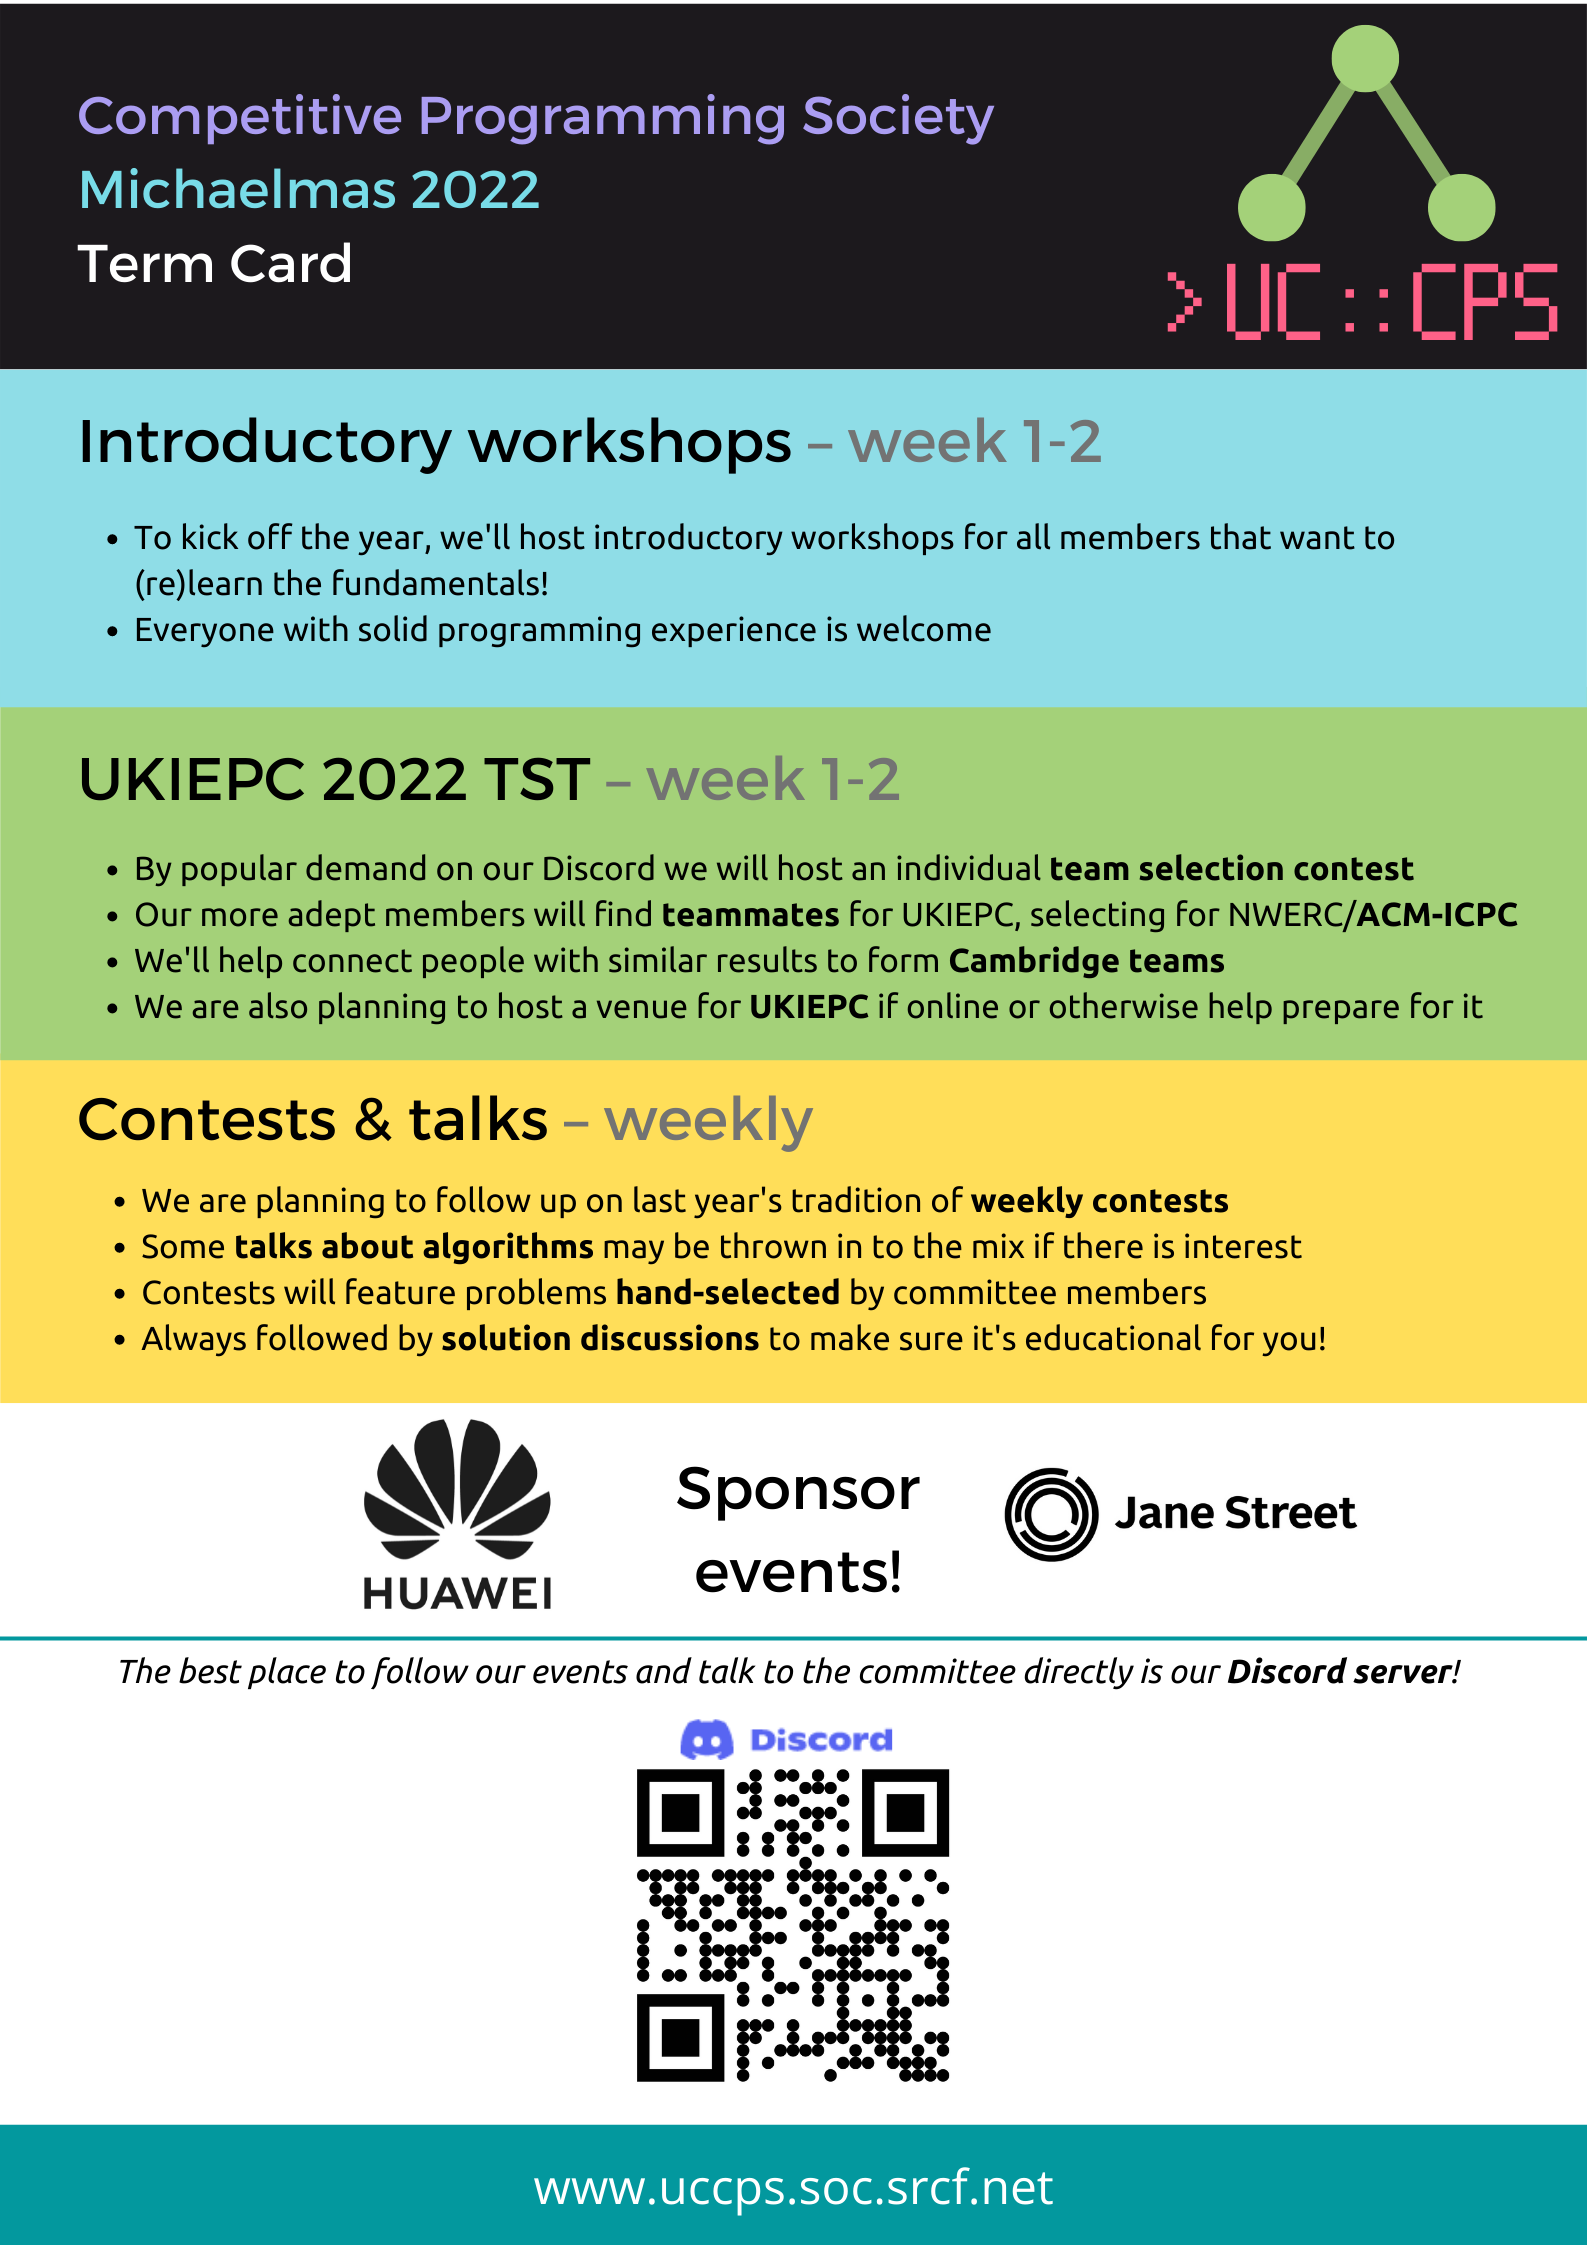 Competitive Programming Society
Michaelmas 2022
Term Card
>UC::CPS
Introductory workshops – week 1-2
• To kick off the year, we'll host introductory workshops for all members that want to
(re)learn the fundamentals!
• Everyone with solid programming experience is welcome
UKIEPC 2022 TST – week 1-2
• By popular demand on our Discord we will host an individual team selection contest
• Our more adept members will find teammates for UKIEPC, selecting for NWERC/ACM-ICPC
• We'll help connect people with similar results to form Cambridge teams
• We are also planning to host a venue for UKIEPC if online or otherwise help prepare for it
Contests & talks – weekly
• We are planning to follow up on last year's tradition of weekly contests
• Some talks about algorithms may be thrown in to the mix if there is interest
• Contests will feature problems hand-selected by committee members
• Always followed by solution discussions to make sure it's educational for you!
HUAWEI
Sponsor
events!
Jane Street
The best place to follow our events and talk to the committee directly is our Discord server!
Discord
www.uccps.soc.srcf.net